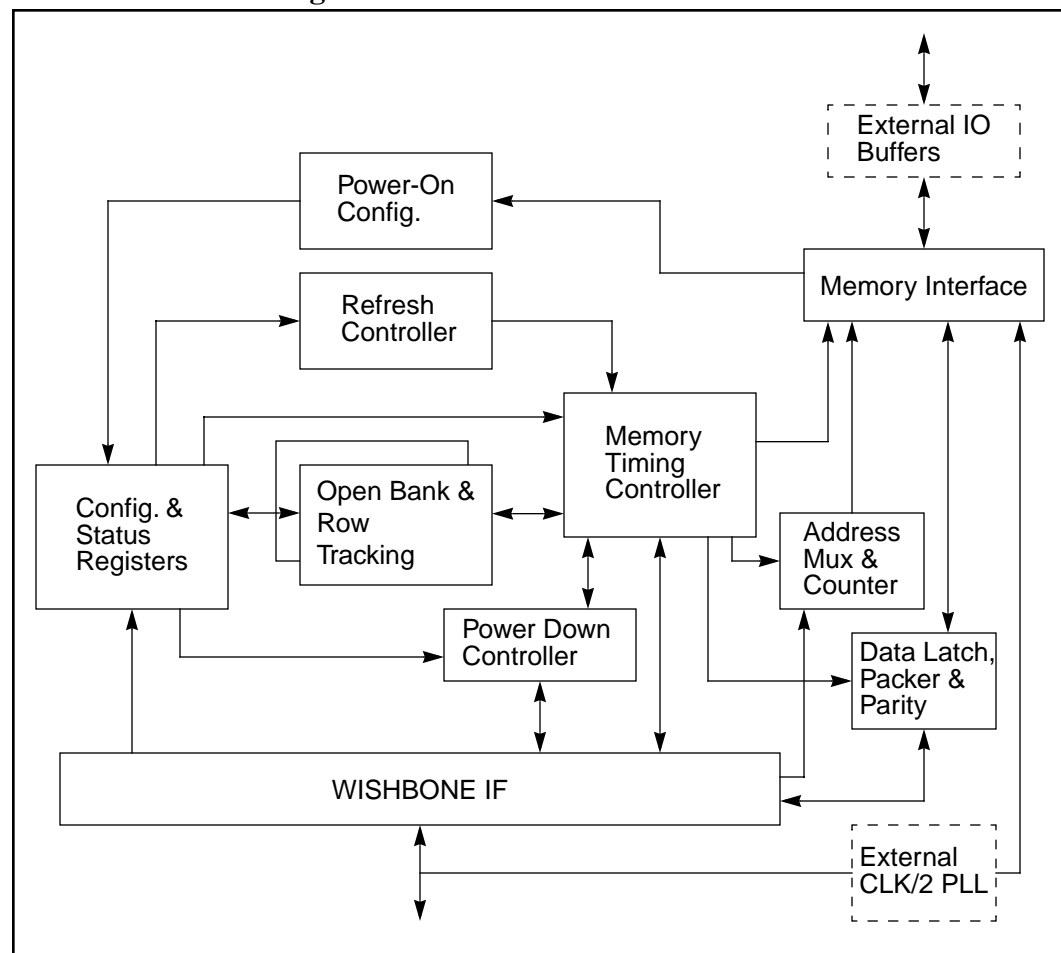 External IO
Buffers
Power-On
Config.
Memory Interface
Refresh
Controller
Memory
Timing
Controller
Open Bank &
Row
Tracking
Config. &
Status
Registers
Address
Mux &
Counter
Power Down
Controller
Data Latch,
Packer &
Parity
WISHBONE IF
External
CLK/2 PLL